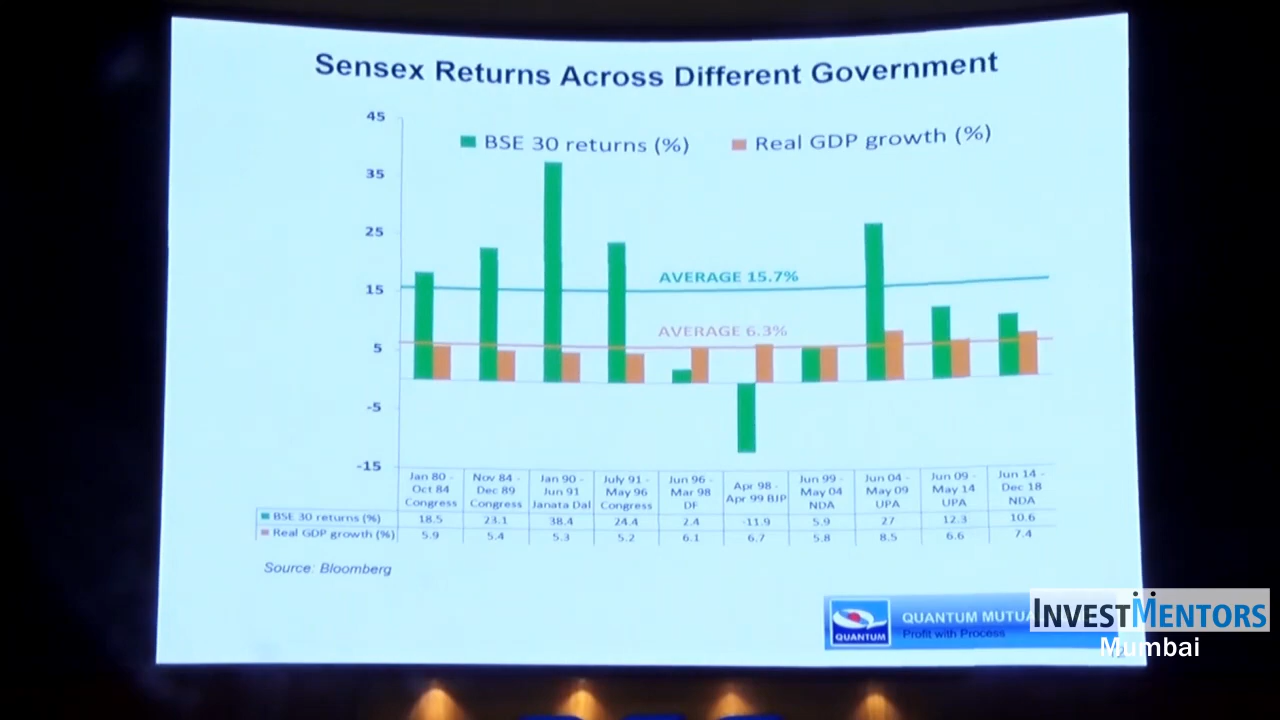 Sensex Returns Across Different Government
BSE 30 returns (%) Real GDP growth (%)
45
35
25
15
5
-5
-15
AVERAGE 15.7%
AVERAGE 6.3%
Jan 80 - Nov 84 - Jan 90 - July 91 - Jun 96 - Apr 98 - Jun 99 - Jun 04 - Jun 09 - Jun 14 -
Oct 84 Dec 89 Jun 91 May 96 Mar 98 Apr 99 BJP May 04 May 09 May 14 Dec 18
Congress Congress Janata Dal Congress DF NDA UPA UPA NDA
BSE 30 returns (%) 18.5 23.1 38.4 24.4 2.4 -11.9 5.9 27 12.3 10.6
Real GDP growth (%) 5.9 5.4 5.3 5.2 6.1 6.7 5.8 8.5 6.6 7.4
Source: Bloomberg
QUANTUM
QUANTUM MUTUA
Profit with Process
INVESTMENTORS
Mumbai